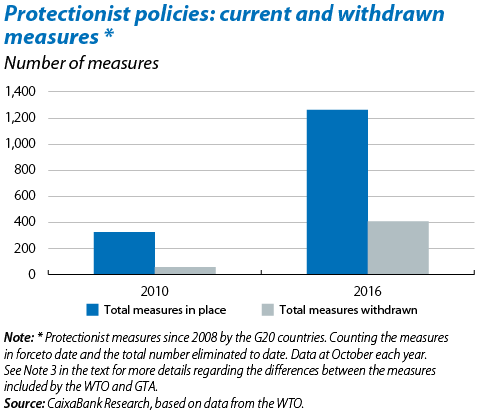 Protectionist policies: current and withdrawn
measures *
Number of measures
1,400
1,200
1,000
800
600
400
200
0
2010 2016
Total measures in place Total measures withdrawn
Note: * Protectionist measures since 2008 by the G20 countries. Counting the measures
in forceto date and the total number eliminated to date. Data at October each year.
See Note 3 in the text for more details regarding the differences between the measures
included by the WTO and GTA.
Source: CaixaBank Research, based on data from the WTO.